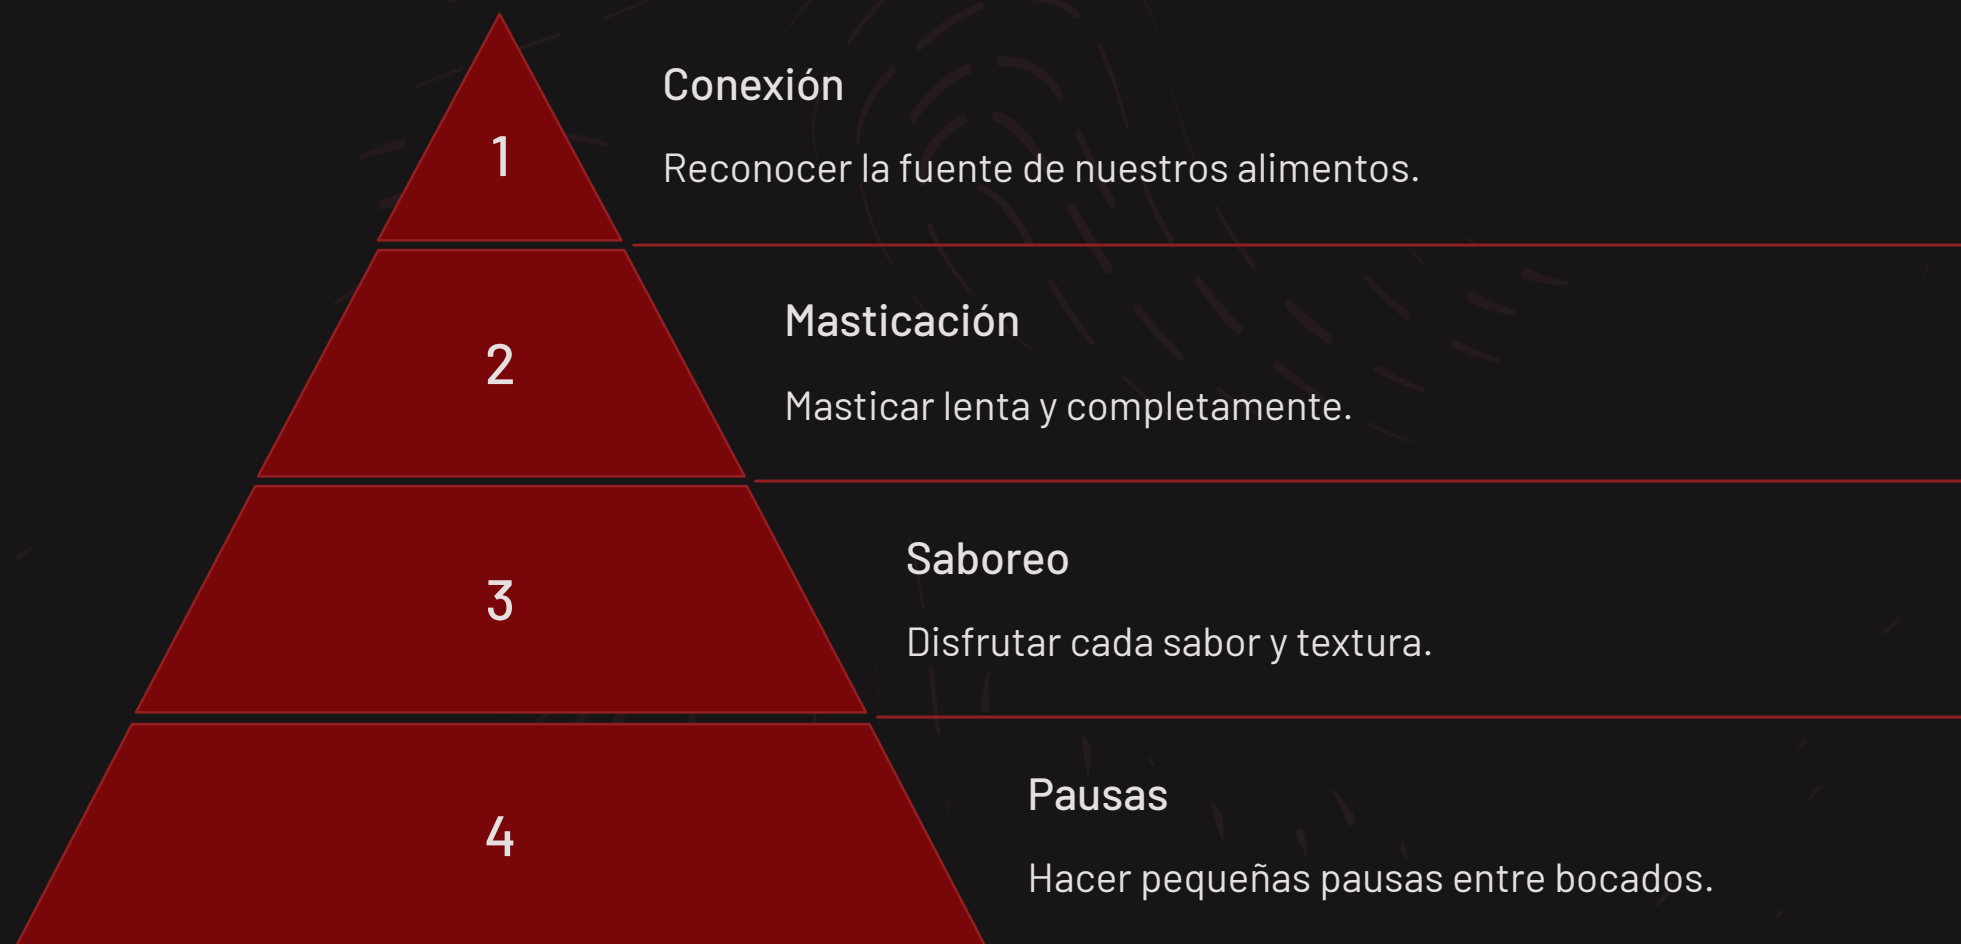 1
Conexión
Reconocer la fuente de nuestros alimentos.
2
Masticación
Masticar lenta y completamente.
3
Saboreo
Disfrutar cada sabor y textura.
4
Pausas
Hacer pequeñas pausas entre bocados.